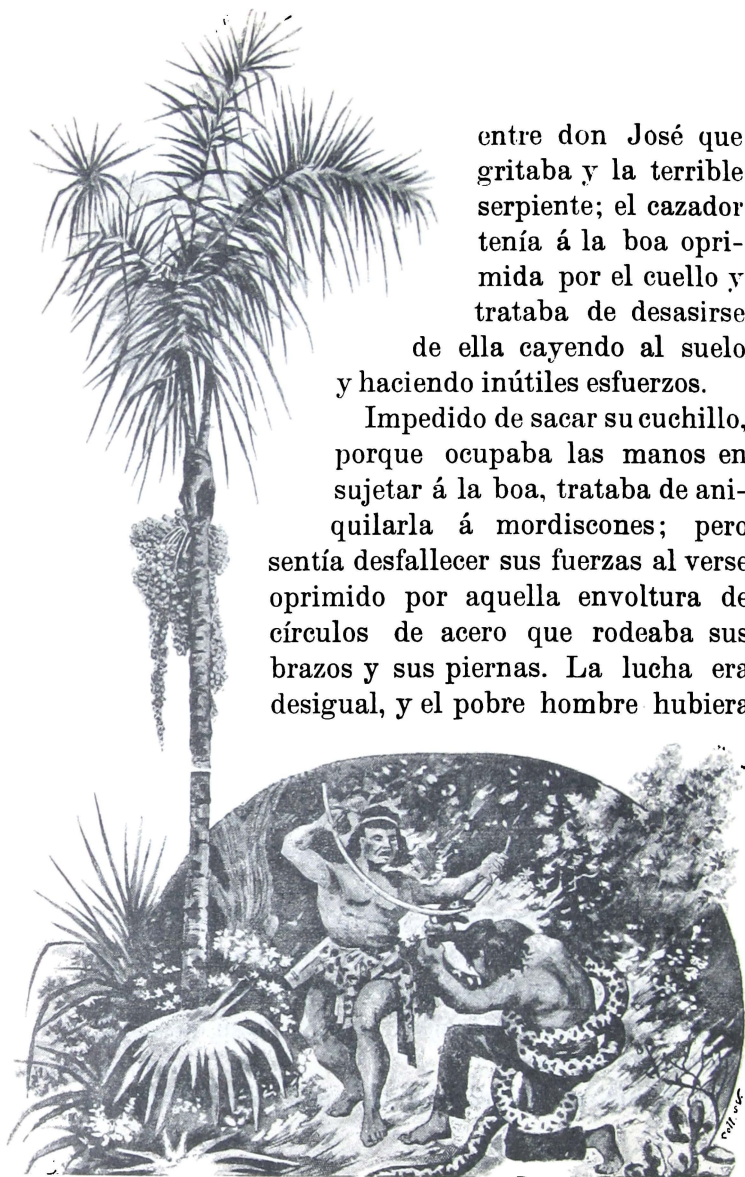 entre don José que
gritaba y la terrible
serpiente; el cazador
tenía á la boa opri-
mida por el cuello y
trataba de desasirse
de ella cayendo al suelo
y haciendo inútiles esfuerzos.
Impedido de sacar su cuchillo,
porque ocupaba las manos en
sujetar á la boa, trataba de ani-
quilarla á mordiscones; pero
sentía desfallecer sus fuerzas al verse
oprimido por aquella envoltura de
círculos de acero que rodeaba sus
brazos y sus piernas. La lucha era
desigual, y el pobre hombre hubiera